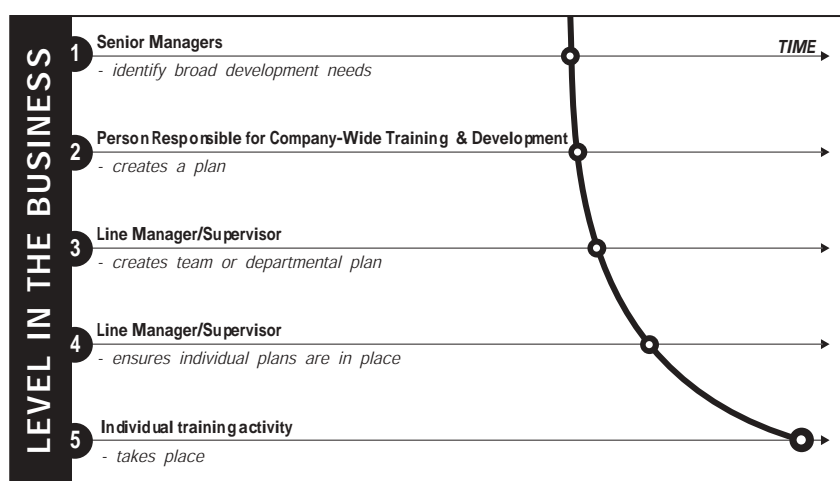 LEVEL IN THE BUSINESS
TIME
1 Senior Managers
- identify broad development needs
2 Person Responsible for Company-Wide Training & Development
- creates a plan
3 Line Manager/Supervisor
- creates team or departmental plan
4 Line Manager/Supervisor
- ensures individual plans are in place
5 Individual training activity
- takes place